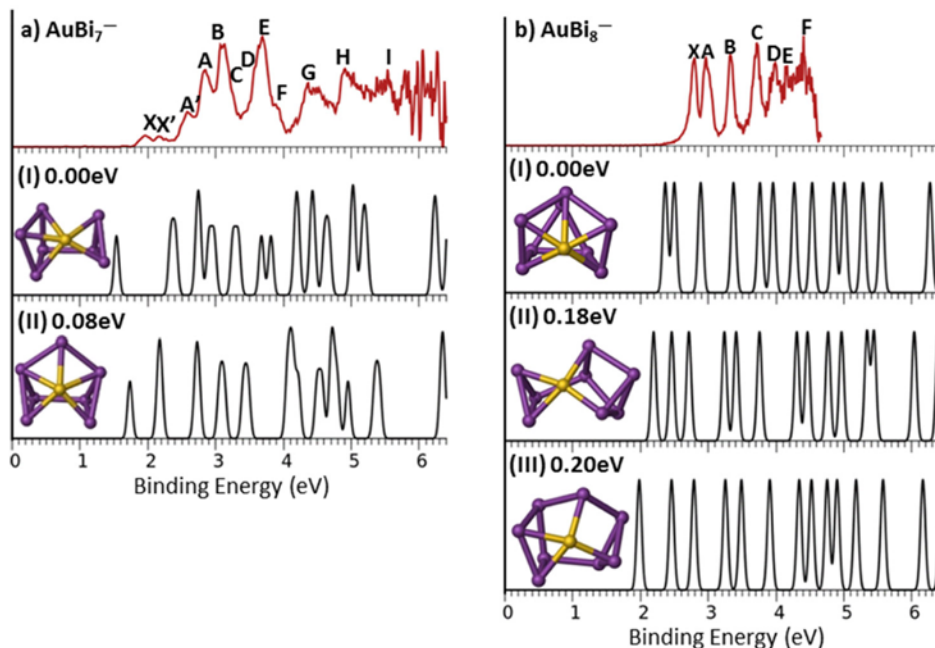 a) AuBi₇⁻
X X' A' A B C D E F G H I
(I) 0.00eV
(II) 0.08eV
0 1 2 3 4 5 6
Binding Energy (eV)
b) AuBi₈⁻
X A B C D E F
(I) 0.00eV
(II) 0.18eV
(III) 0.20eV
0 1 2 3 4 5 6
Binding Energy (eV)